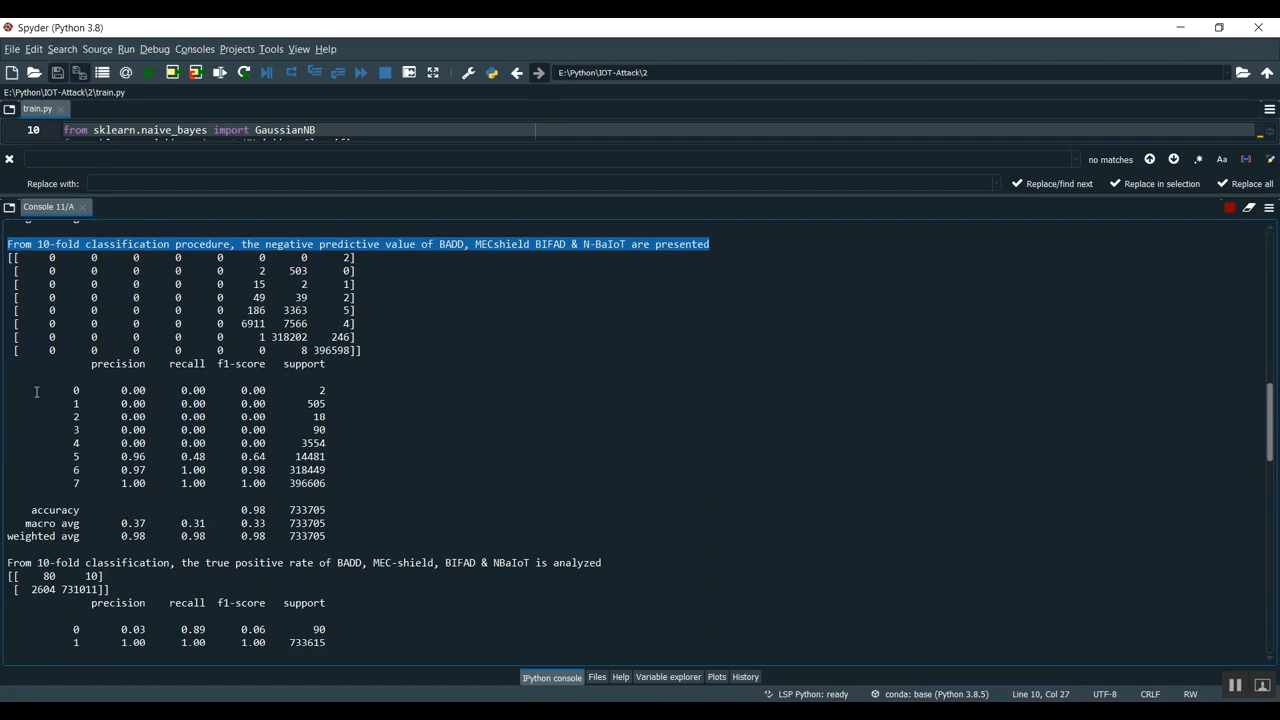 Spyder (Python 3.8)
File Edit Search Source Run Debug Consoles Projects Tools View Help
E:\Python\IOT-Attack\2
E:\Python\IOT-Attack\2\train.py
train.py
10 from sklearn.naive_bayes import GaussianNB
no matches Aa
Replace with: Replace/find next Replace in selection Replace all
Console 11/A
From 10-fold classification procedure, the negative predictive value of BADD, MECshield BIFAD & N-BaIoT are presented
[[ 0 0 0 0 0 0 0 2]
[ 0 0 0 0 0 2 503 0]
[ 0 0 0 0 0 15 2 1]
[ 0 0 0 0 0 49 39 2]
[ 0 0 0 0 0 186 3363 5]
[ 0 0 0 0 0 6911 7566 4]
[ 0 0 0 0 0 1 318202 246]
[ 0 0 0 0 0 0 8 396598]]
precision recall f1-score support
0 0.00 0.00 0.00 2
1 0.00 0.00 0.00 505
2 0.00 0.00 0.00 18
3 0.00 0.00 0.00 90
4 0.00 0.00 0.00 3554
5 0.96 0.48 0.64 14481
6 0.97 1.00 0.98 318449
7 1.00 1.00 1.00 396606
accuracy 0.98 733705
macro avg 0.37 0.31 0.33 733705
weighted avg 0.98 0.98 0.98 733705
From 10-fold classification, the true positive rate of BADD, MEC-shield, BIFAD & NBaIoT is analyzed
[[ 80 10]
[ 2604 731011]]
precision recall f1-score support
0 0.03 0.89 0.06 90
1 1.00 1.00 1.00 733615
IPython console Files Help Variable explorer Plots History
LSP Python: ready conda: base (Python 3.8.5) Line 10, Col 27 UTF-8 CRLF RW